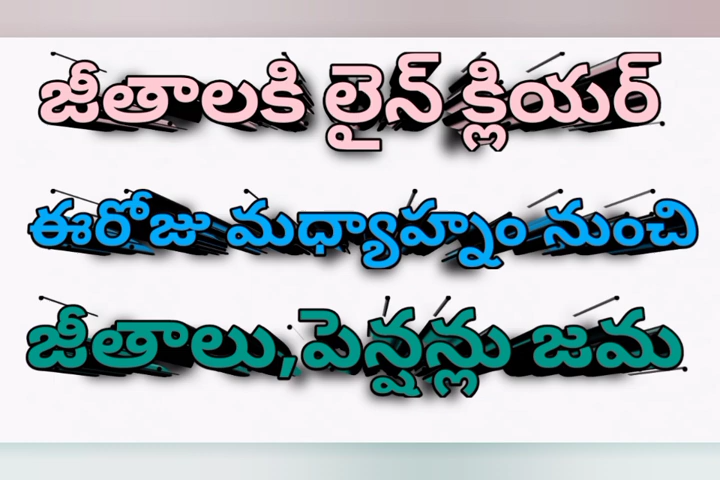 జీతాలకి లైన్ క్లియర్
ఈరోజు మధ్యాహ్నం నుంచి
జీతాలు,పెన్షన్లు జమ